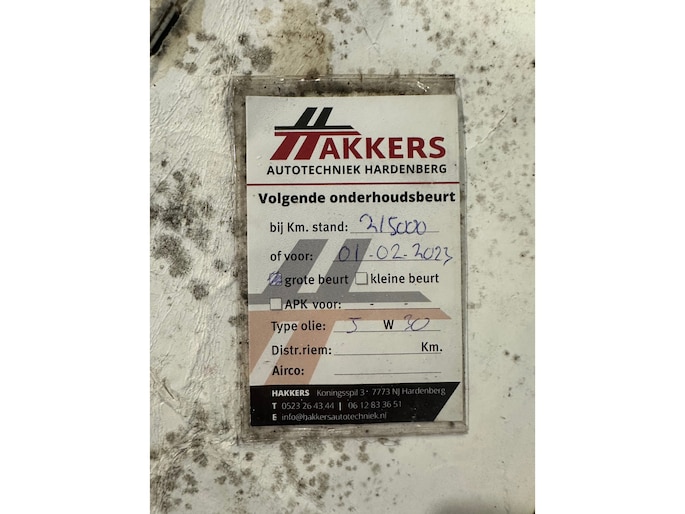 HAKKERS
AUTOTECHNIEK HARDENBERG
Volgende onderhoudsbeurt
bij Km. stand: 215000
of voor: 01-02-2023
grote beurt kleine beurt
APK voor: - -
Type olie: 5 W 30
Distr.riem: Km.
Airco:
HAKKERS Koningsspil 3 · 7773 NJ Hardenberg
T 0523 26 43 44 | 06 12 83 36 51
E info@hakkersautotechniek.nl